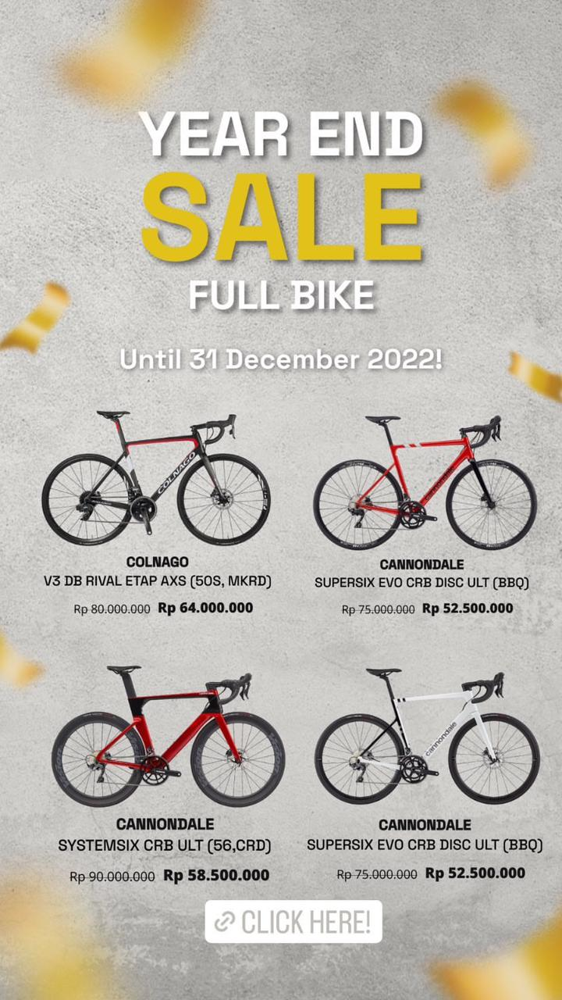 YEAR END
SALE
FULL BIKE
Until 31 December 2022!
COLNAGO
cannondale
COLNAGO
V3 DB RIVAL ETAP AXS (50S, MKRD)
Rp 80.000.000 Rp 64.000.000
CANNONDALE
SUPERSIX EVO CRB DISC ULT (BBQ)
Rp 75.000.000 Rp 52.500.000
cannondale
CANNONDALE
SYSTEMSIX CRB ULT (56,CRD)
Rp 90.000.000 Rp 58.500.000
CANNONDALE
SUPERSIX EVO CRB DISC ULT (BBQ)
Rp 75.000.000 Rp 52.500.000
CLICK HERE!